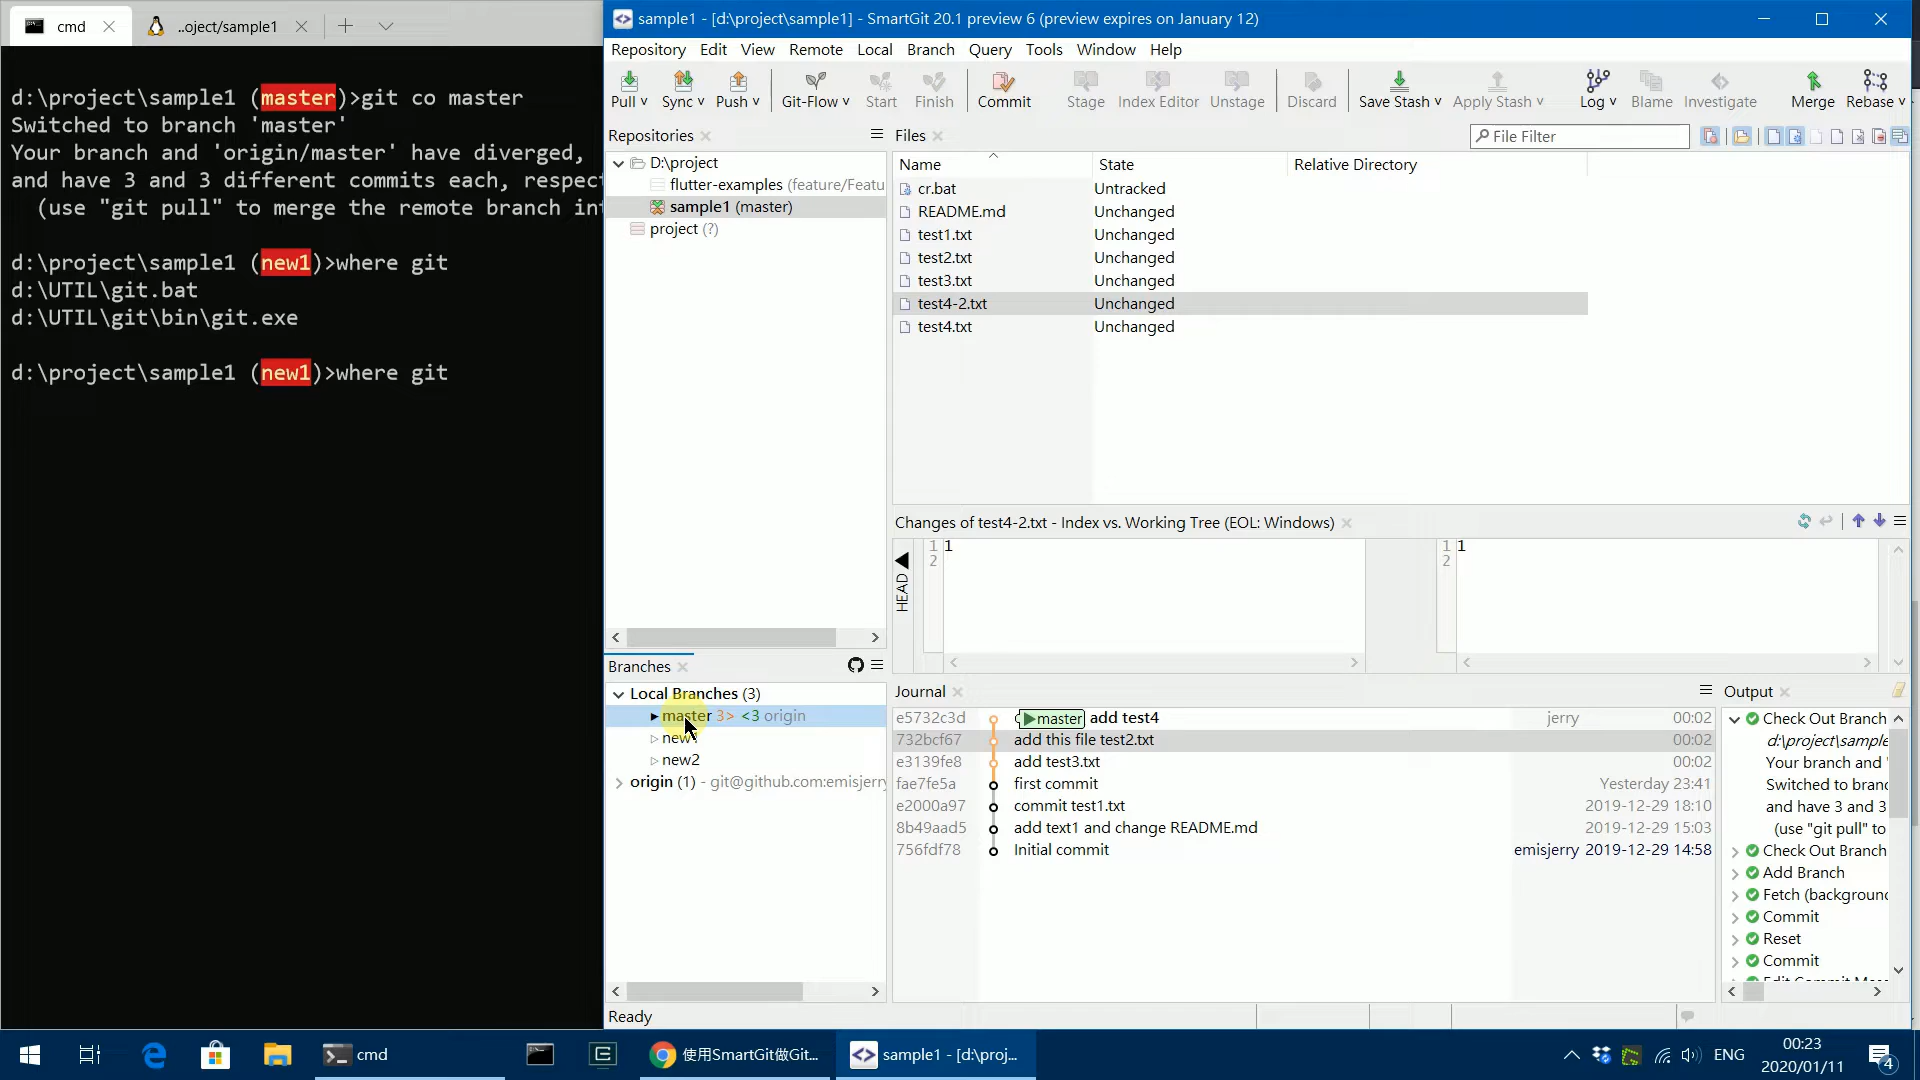 cmd
..oject/sample1
d:\project\sample1 (master)>git co master
Switched to branch 'master'
Your branch and 'origin/master' have diverged,
and have 3 and 3 different commits each, respec
(use "git pull" to merge the remote branch in
d:\project\sample1 (new1)>where git
d:\UTIL\git.bat
d:\UTIL\git\bin\git.exe
d:\project\sample1 (new1)>where git
sample1 - [d:\project\sample1] - SmartGit 20.1 preview 6 (preview expires on January 12)
Repository Edit View Remote Local Branch Query Tools Window Help
Pull Sync Push Git-Flow Start Finish Commit Stage Index Editor Unstage Discard Save Stash Apply Stash Log Blame Investigate Merge Rebase
Repositories
D:\project
flutter-examples (feature/Featu
sample1 (master)
project (?)
Files
File Filter
Name State Relative Directory
cr.bat Untracked
README.md Unchanged
test1.txt Unchanged
test2.txt Unchanged
test3.txt Unchanged
test4-2.txt Unchanged
test4.txt Unchanged
Changes of test4-2.txt - Index vs. Working Tree (EOL: Windows)
HEAD
1 1
2
1 1
2
Branches
Local Branches (3)
master 3> <3 origin
new
new2
origin (1) - git@github.com:emisjerry
Journal
e5732c3d master add test4 jerry 00:02
732bcf67 add this file test2.txt 00:02
e3139fe8 add test3.txt 00:02
fae7fe5a first commit Yesterday 23:41
e2000a97 commit test1.txt 2019-12-29 18:10
8b49aad5 add text1 and change README.md 2019-12-29 15:03
756fdf78 Initial commit emisjerry 2019-12-29 14:58
Output
Check Out Branch
d:\project\sample
Your branch and '
Switched to branc
and have 3 and 3
(use "git pull" to
Check Out Branch
Add Branch
Fetch (background
Commit
Reset
Commit
Ready
cmd
使用SmartGit做Git...
sample1 - [d:\proj...
ENG
00:23
2020/01/11
4